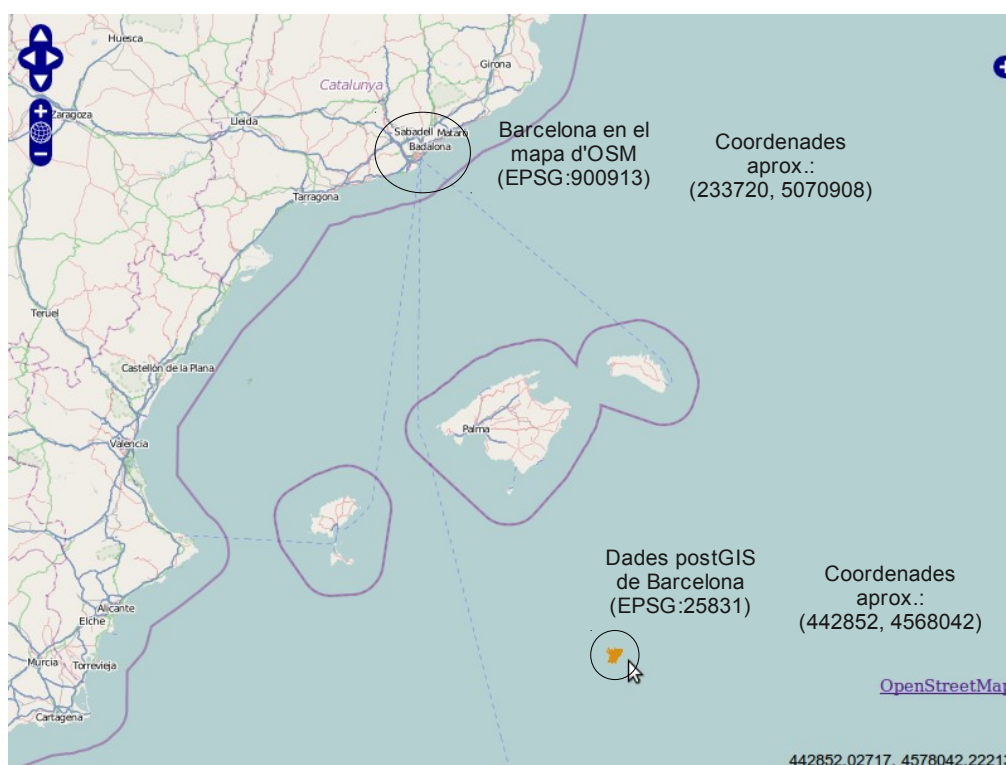 Huesca
Girona
Catalunya
Zaragoza
Lleida
Sabadell Mataró
Badalona
Tarragona
Barcelona en el
mapa d'OSM
(EPSG:900913)
Coordenades
aprox.:
(233720, 5070908)
Teruel
Castellón de la Plana
Valencia
Palma
Alicante
Elche
Murcia
Torrevieja
Cartagena
Dades postGIS
de Barcelona
(EPSG:25831)
Coordenades
aprox.:
(442852, 4568042)
OpenStreetMap
442852.02717, 4578042.22217